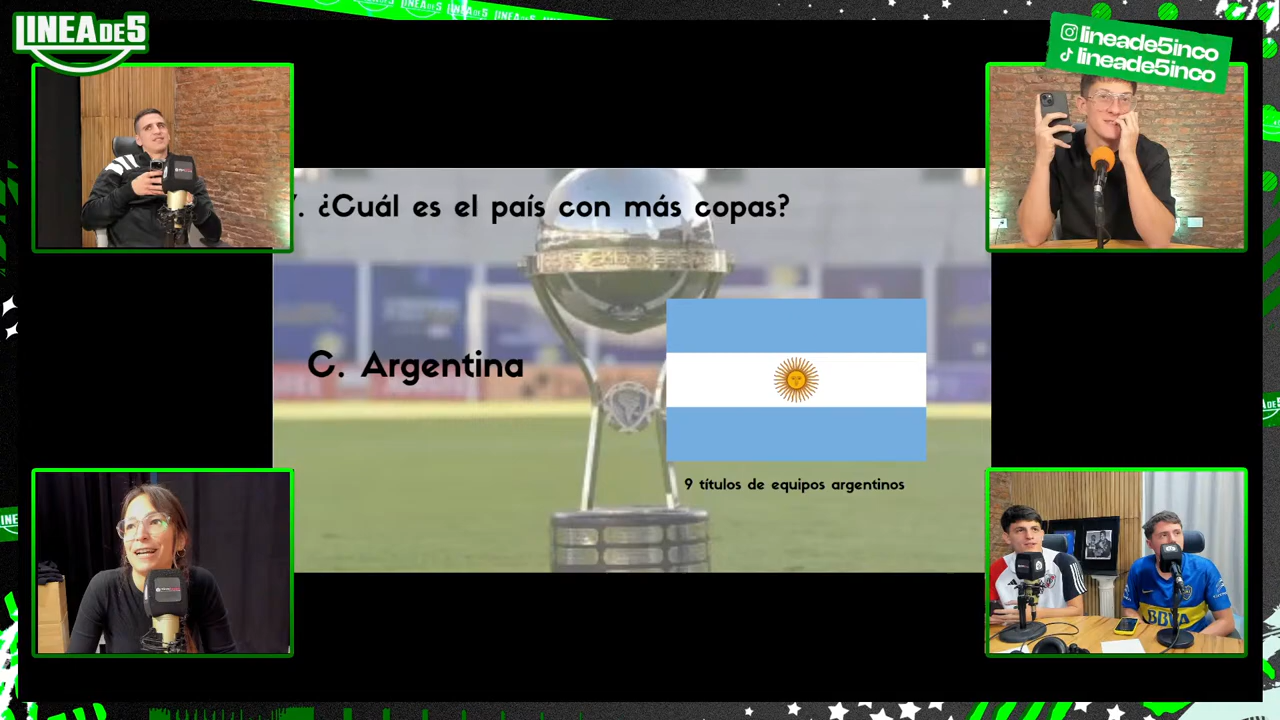 LINEA DE 5
lineade5inco
lineade5inco
7. ¿Cuál es el país con más copas?
C. Argentina
9 títulos de equipos argentinos
BBVA